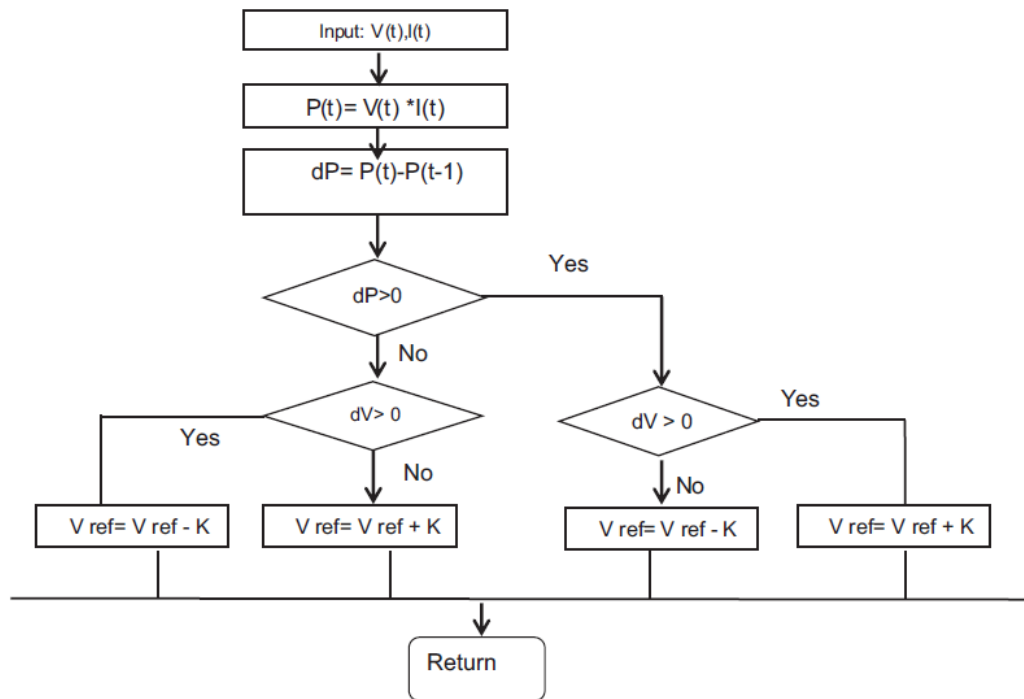 Input: V(t),I(t)
P(t)= V(t) *I(t)
dP= P(t)-P(t-1)
Yes
dP>0
No
dV> 0
dV > 0
Yes
Yes
No
No
V ref= V ref - K
V ref= V ref + K
V ref= V ref - K
V ref= V ref + K
Return